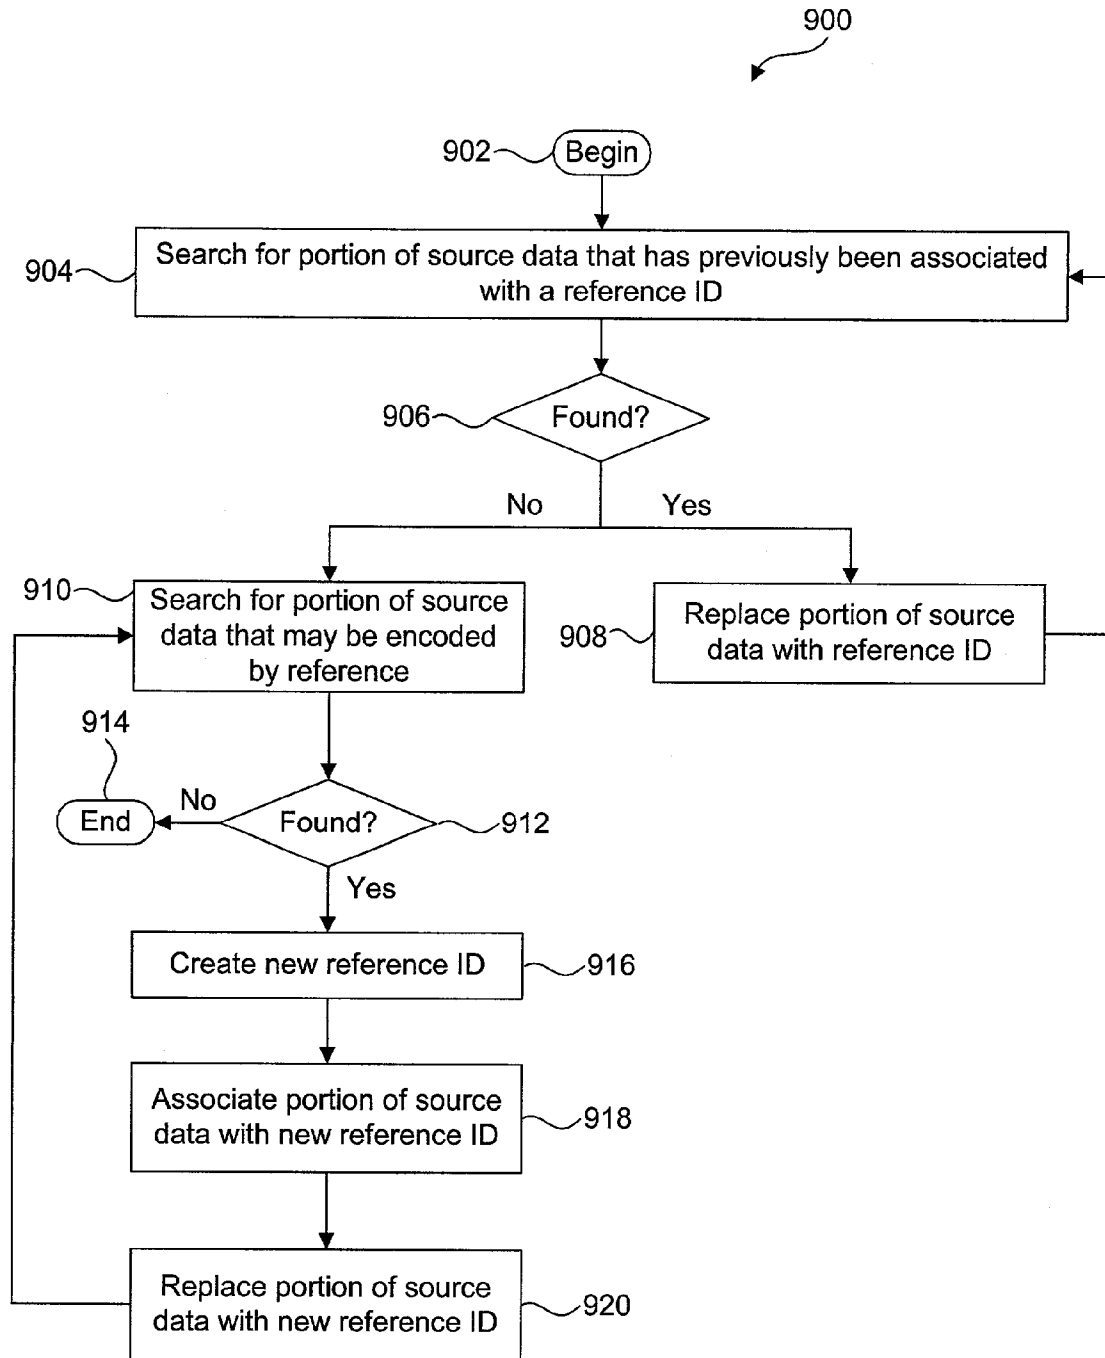 900
902
Begin
904
Search for portion of source data that has previously been associated
with a reference ID
906
Found?
No
Yes
910
Search for portion of source
data that may be encoded
by reference
908
Replace portion of source
data with reference ID
914
End
No
Found?
912
Yes
Create new reference ID
916
Associate portion of source
data with new reference ID
918
Replace portion of source
data with new reference ID
920